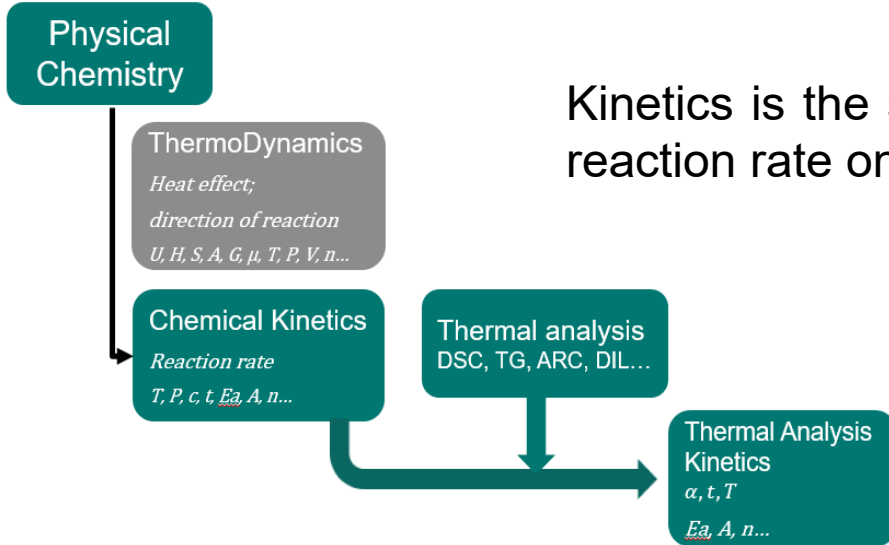 Physical
Chemistry
Kinetics is the
reaction rate on
ThermoDynamics
Heat effect;
direction of reaction
U, H, S, A, G, μ, T, P, V, n...
Chemical Kinetics
Reaction rate
T, P, c, t, Ea, A, n...
Thermal analysis
DSC, TG, ARC, DIL...
Thermal Analysis
Kinetics
α, t, T
Ea, A, n...